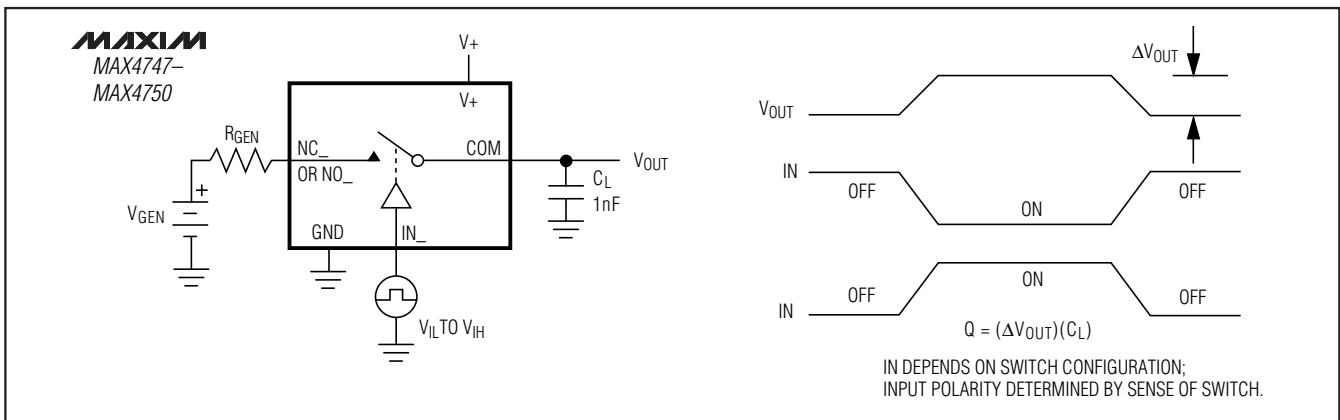 MAXIM
MAX4747–
MAX4750
V+
V+
RGEN
NC_
OR NO_
COM
VOUT
CL
1nF
VGEN
+
GND
IN_
VIL TO VIH
ΔVOUT
VOUT
IN
OFF
ON
OFF
IN
OFF
ON
OFF
Q = (ΔVOUT)(CL)
IN DEPENDS ON SWITCH CONFIGURATION;
INPUT POLARITY DETERMINED BY SENSE OF SWITCH.